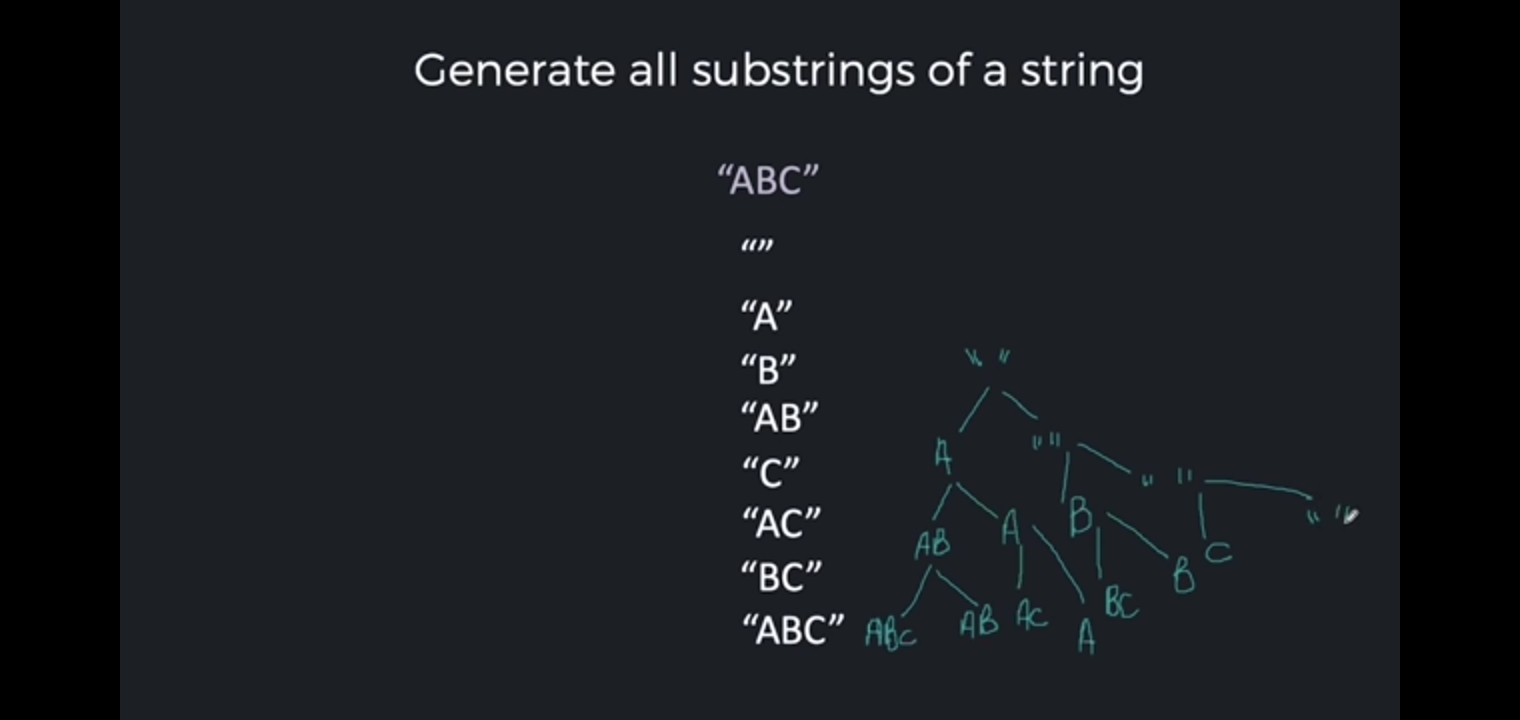 Generate all substrings of a string
“ABC”
“”
“A”
“B”
“AB”
“C”
“AC”
“BC”
“ABC”
" "
A "" " " " "
AB A B B C
ABC AB AC A BC